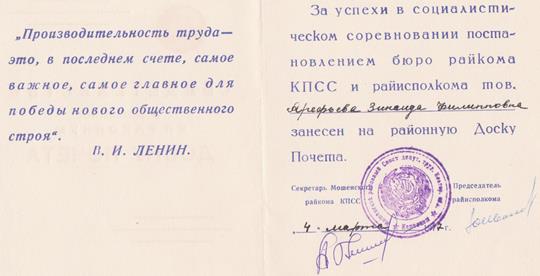 „Производительность труда—
это, в последнем счете, самое
важное, самое главное для
победы нового общественного
строя“.
В. И. ЛЕНИН.
За успехи в социалисти-
ческом соревновании поста-
новлением бюро райкома
КПСС и райисполкома тов.
Зинаида Филипповна
занесен на районную Доску
Почета.
Секретарь Мошенского
райкома КПСС
Председатель
райисполкома
„4“ марта г.